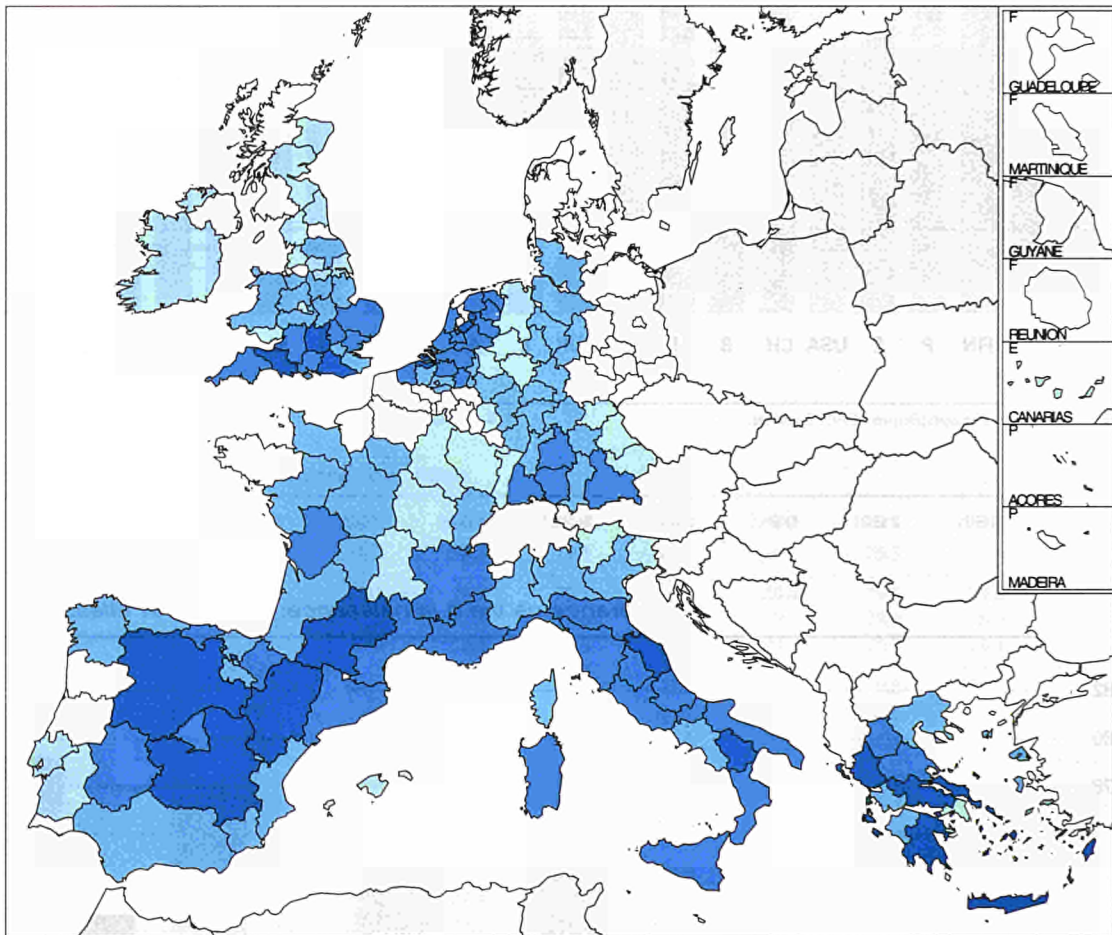 F
GUADELOUPE
F
MARTINIQUE
F
GUYANE
F
REUNION
E
CANARIAS
P
ACORES
P
MADEIRA